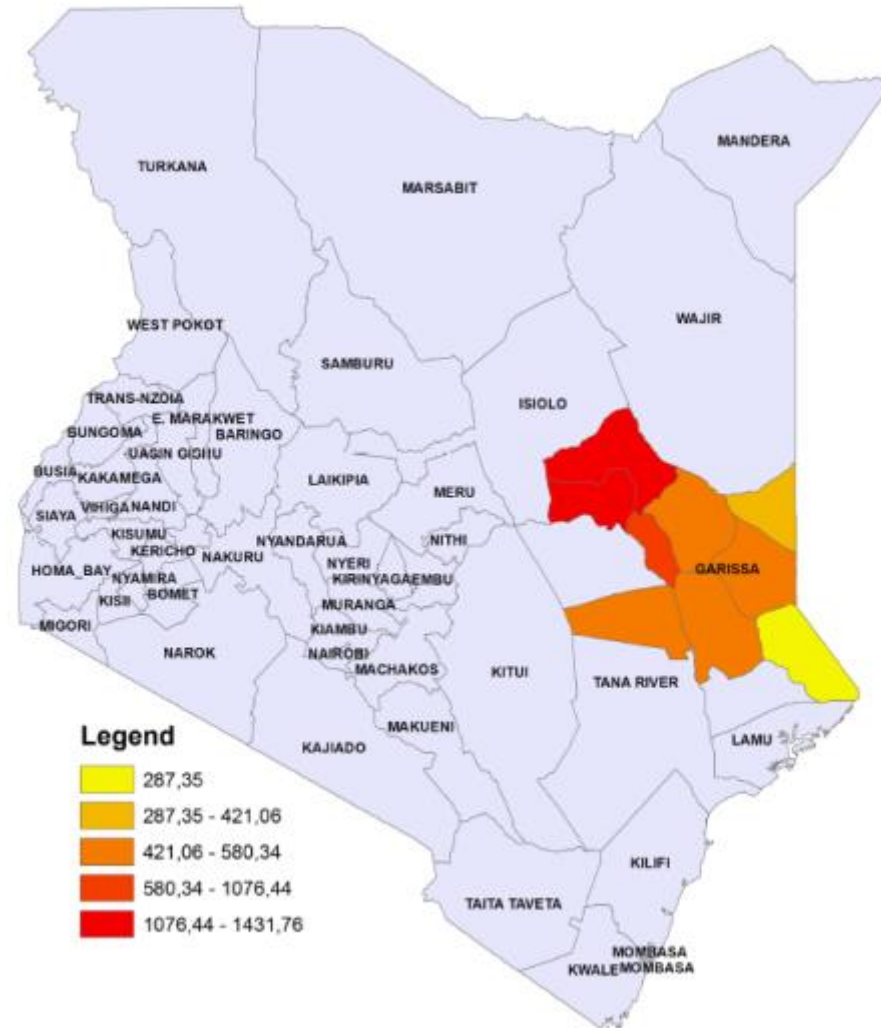 MANDERA
TURKANA
MARSABIT
WAJIR
WEST POKOT
SAMBURU
ISIOLO
TRANS-NZOIA
E. MARAKWET
BUNGOMA
BARINGO
UASIN GISHU
BUSIA
KAKAMEGA
LAIKIPIA
MERU
SIAYA
VIHIGA
NANDI
KISUMU
NYANDARUA
NITHI
KERICHO
NAKURU
NYERI
HOMA_BAY
NYAMIRA
KIRINYAGA
EMBU
GARISSA
KISII
BOMET
MURANGA
MIGORI
KIAMBU
NAROK
NAIROBI
MACHAKOS
KITUI
TANA RIVER
MAKUENI
LAMU
KAJIADO
Legend
287,35
287,35 - 421,06
421,06 - 580,34
580,34 - 1076,44
1076,44 - 1431,76
KILIFI
TAITA TAVETA
MOMBASA
KWALE
MOMBASA